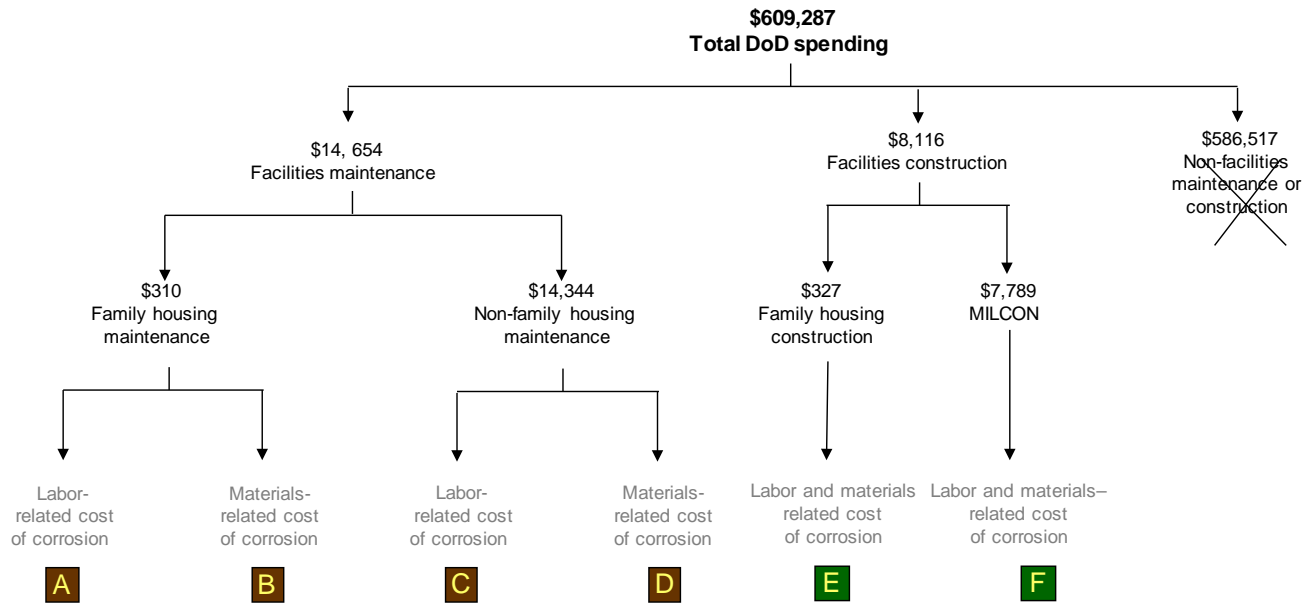 $609,287
Total DoD spending
$14, 654
Facilities maintenance
$8,116
Facilities construction
$586,517
Non-facilities
maintenance or
construction
$310
Family housing
maintenance
$14,344
Non-family housing
maintenance
$327
Family housing
construction
$7,789
MILCON
Labor-
related cost
of corrosion
Materials-
related cost
of corrosion
Labor-
related cost
of corrosion
Materials-
related cost
of corrosion
Labor and materials
related cost
of corrosion
Labor and materials–
related cost
of corrosion
A
B
C
D
E
F